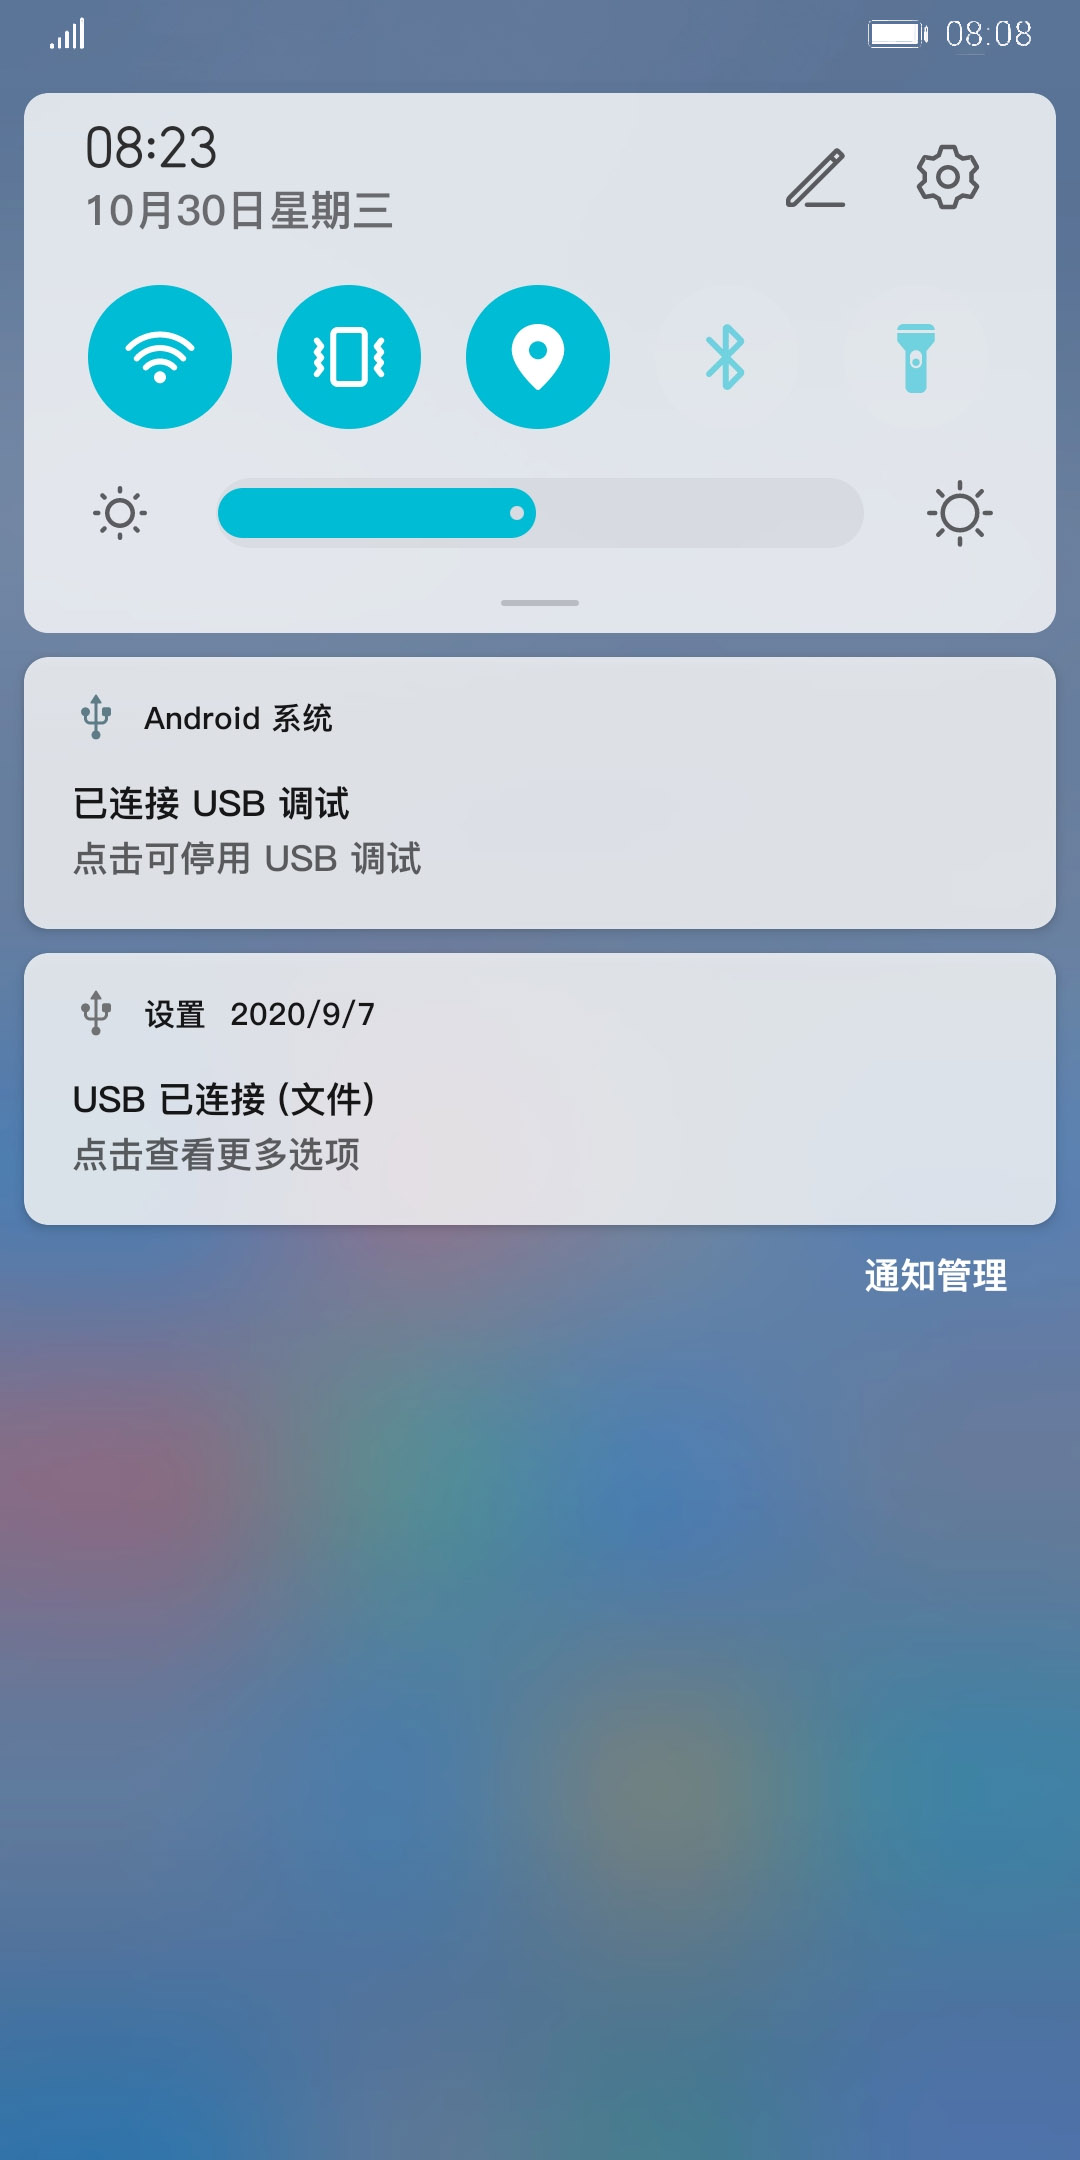 08:08
08:23
10月30日星期三
Android 系统
已连接 USB 调试
点击可停用 USB 调试
设置 2020/9/7
USB 已连接 (文件)
点击查看更多选项
通知管理